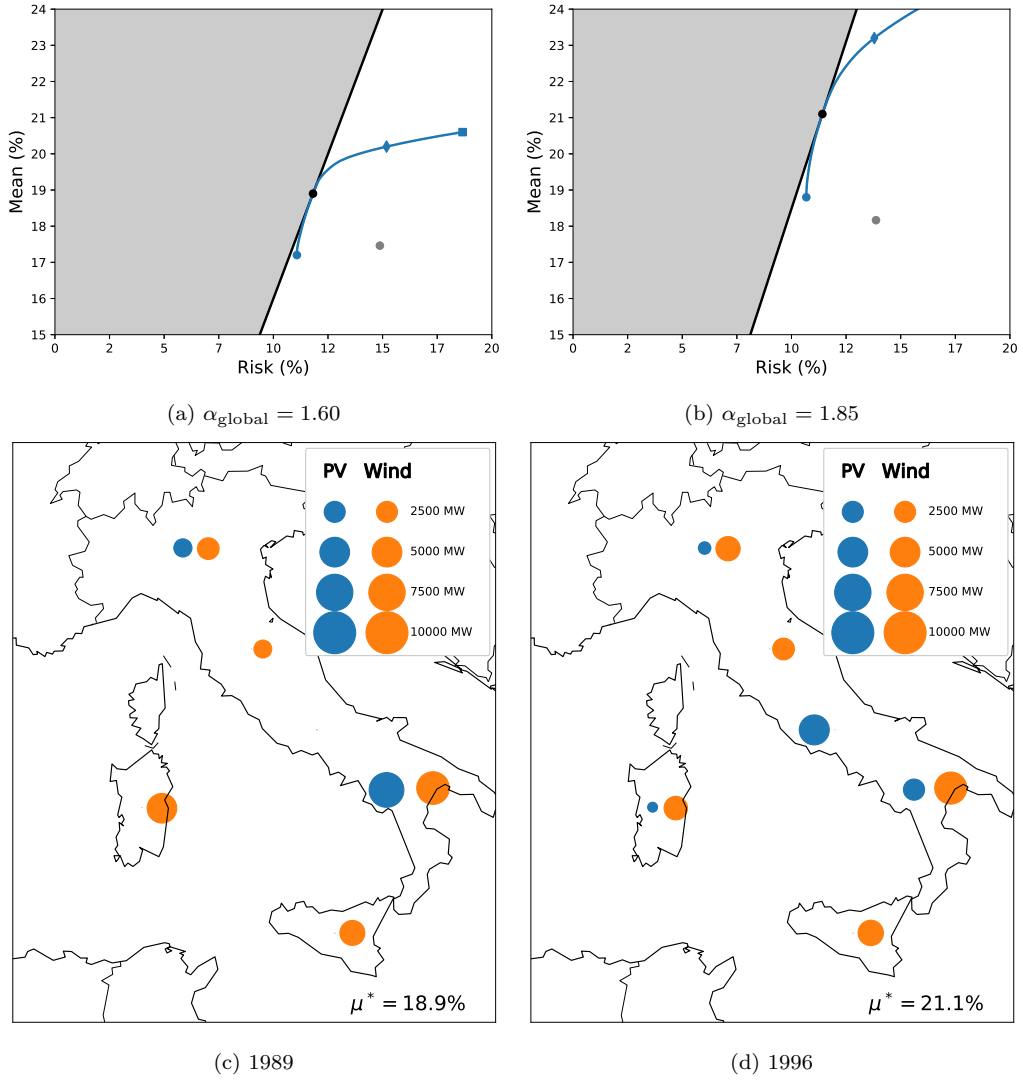 24
23
22
21
20
19
18
17
16
15
Mean (%)
0 2 5 7 10 12 15 17 20
Risk (%)
(a) α_global = 1.60
24
23
22
21
20
19
18
17
16
15
Mean (%)
0 2 5 7 10 12 15 17 20
Risk (%)
(b) α_global = 1.85
PV Wind
2500 MW
5000 MW
7500 MW
10000 MW
μ* = 18.9%
(c) 1989
PV Wind
2500 MW
5000 MW
7500 MW
10000 MW
μ* = 21.1%
(d) 1996